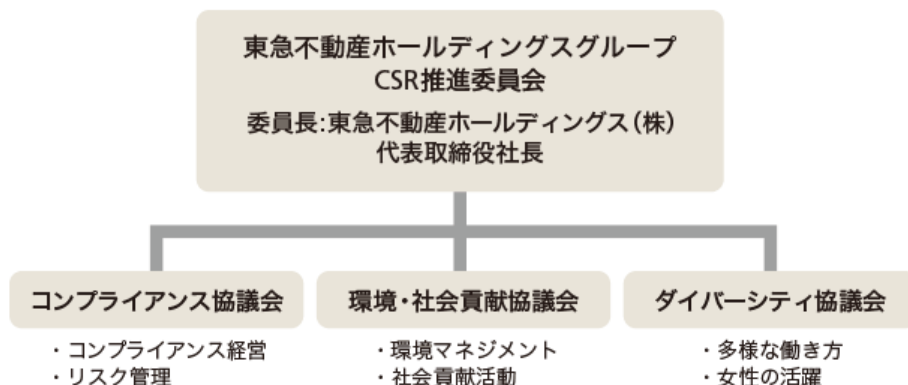 東急不動産ホールディングスグループ
CSR推進委員会
委員長:東急不動産ホールディングス(株)
代表取締役社長
コンプライアンス協議会
環境・社会貢献協議会
ダイバーシティ協議会
・コンプライアンス経営
・リスク管理
・環境マネジメント
・社会貢献活動
・多様な働き方
・女性の活躍